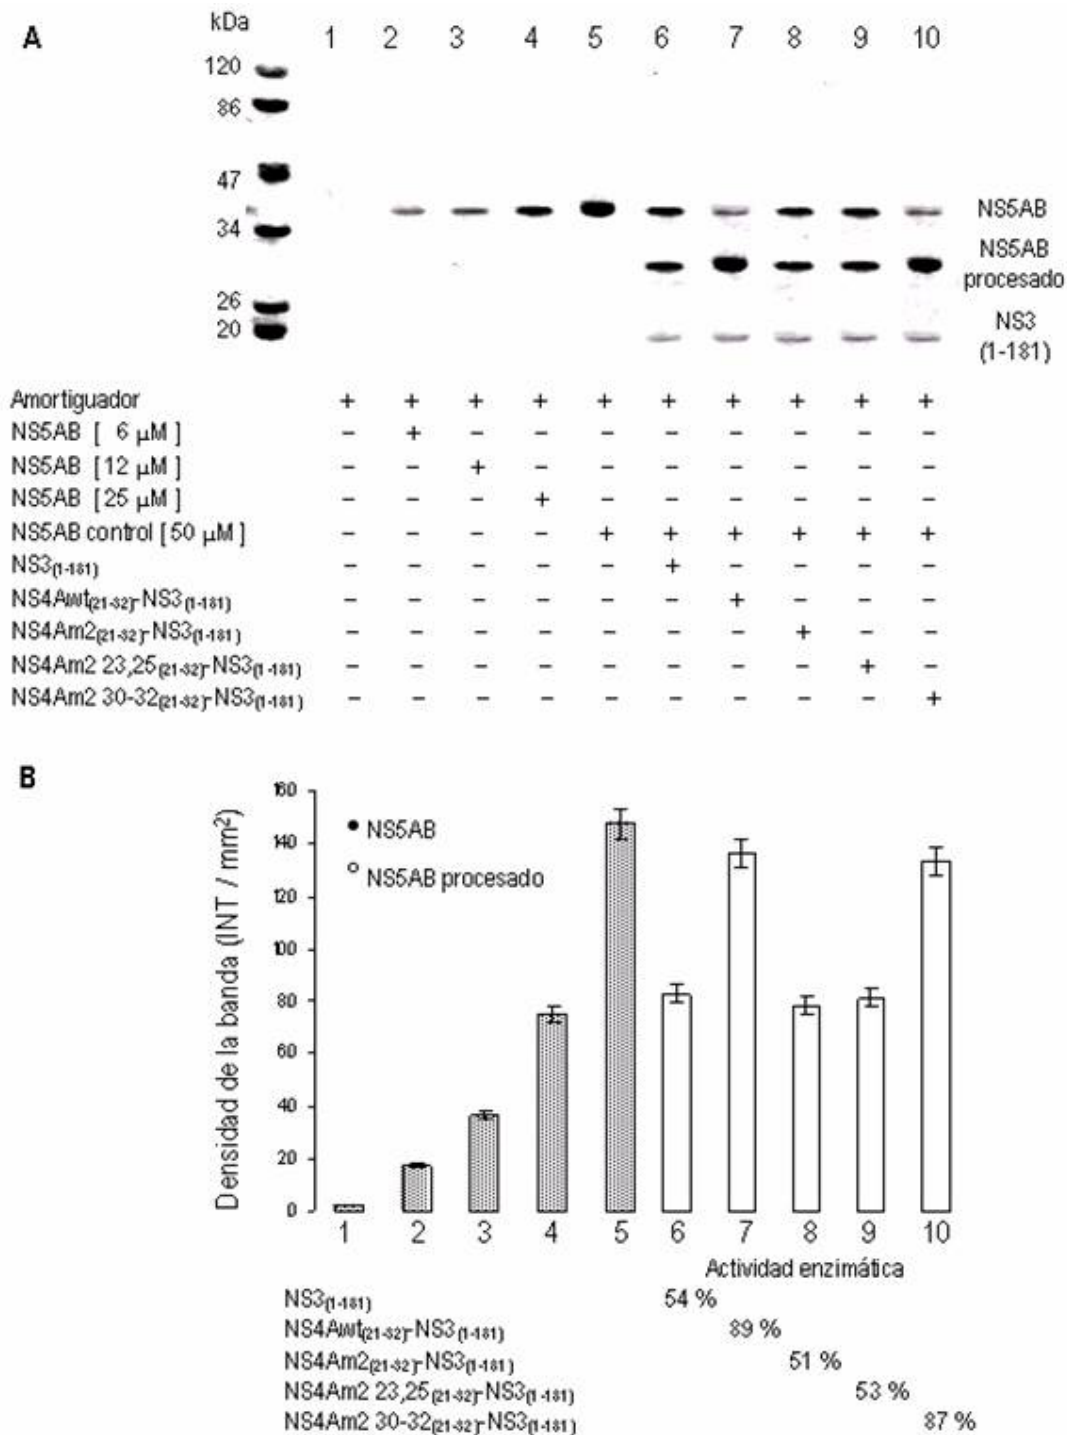 A
kDa 1 2 3 4 5 6 7 8 9 10
120
86
47
34
26
20
NS5AB
NS5AB
procesado
NS3
(1-181)
Amortiguador + + + + + + + + + +
NS5AB [ 6 µM ] – + – – – – – – – –
NS5AB [12 µM ] – – + – – – – – – –
NS5AB [25 µM ] – – – + – – – – – –
NS5AB control [50 µM ] – – – – + + + + + +
NS3(1-181) – – – – – + – – – –
NS4Awt(21-32)-NS3(1-181) – – – – – – + – – –
NS4Am2(21-32)-NS3(1-181) – – – – – – – + – –
NS4Am2 23,25(21-32)-NS3(1-181) – – – – – – – – + –
NS4Am2 30-32(21-32)-NS3(1-181) – – – – – – – – – +
B
Densidad de la banda (INT / mm²)
160
140
120
100
80
60
40
20
0
NS5AB
NS5AB procesado
1 2 3 4 5 6 7 8 9 10
Actividad enzimática
NS3(1-181) 54 %
NS4Awt(21-32)-NS3(1-181) 89 %
NS4Am2(21-32)-NS3(1-181) 51 %
NS4Am2 23,25(21-32)-NS3(1-181) 53 %
NS4Am2 30-32(21-32)-NS3(1-181) 87 %